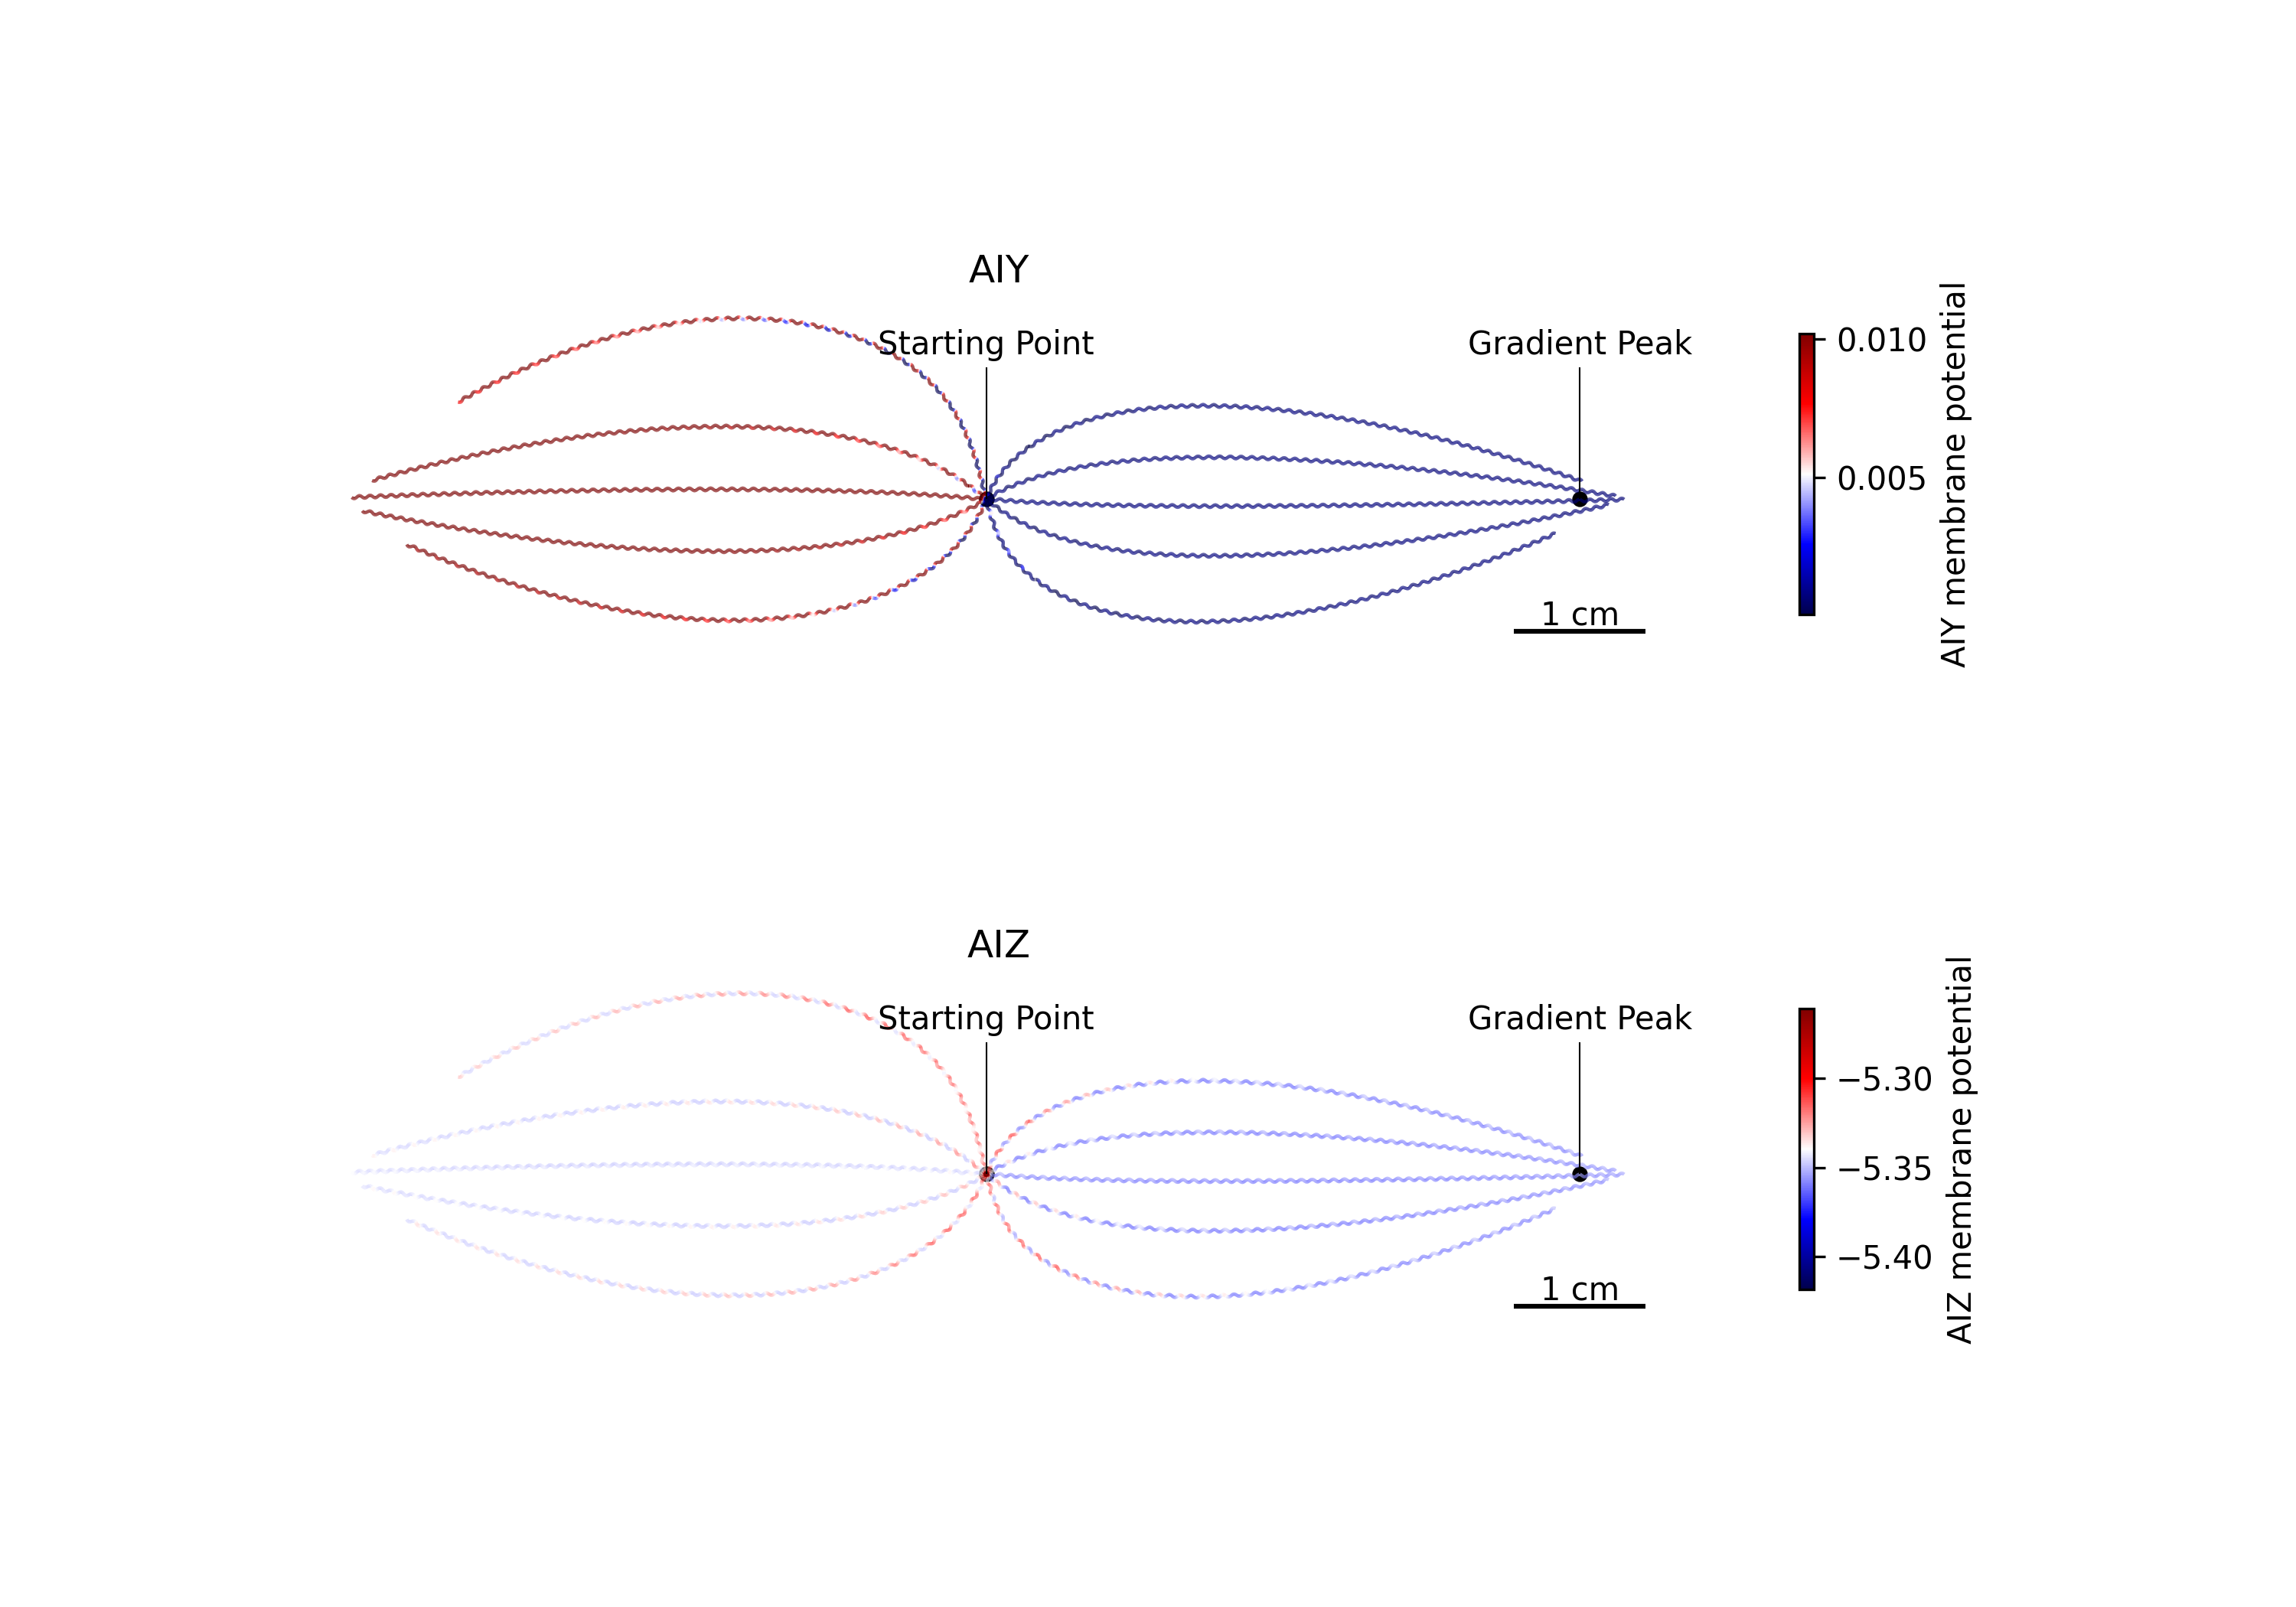 AIY
Starting Point
Gradient Peak
0.010
0.005
AIY membrane potential
1 cm
AIZ
Starting Point
Gradient Peak
−5.30
−5.35
−5.40
AIZ membrane potential
1 cm